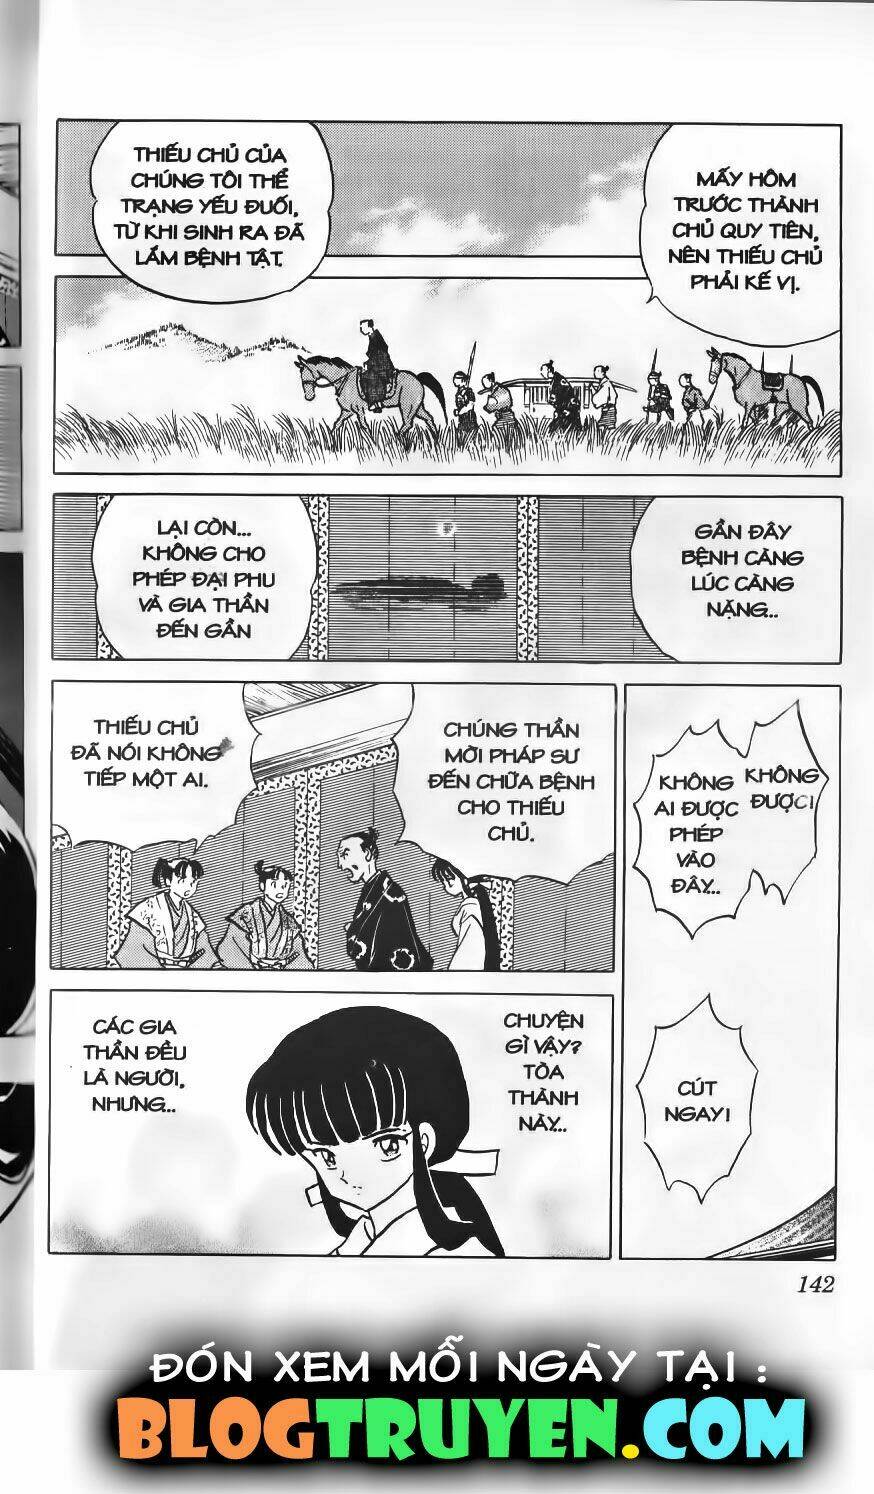 MẤY HÔM
TRƯỚC THÀNH
CHỦ QUY TIÊN,
NÊN THIẾU CHỦ
PHẢI KẾ VỊ.
THIẾU CHỦ CỦA
CHÚNG TÔI THỂ
TRẠNG YẾU ĐUỐI,
TỪ KHI SINH RA ĐÃ
LẮM BỆNH TẬT.
GẦN ĐÂY
BỆNH CÀNG
LÚC CÀNG
NẶNG...
LẠI CÒN...
KHÔNG CHO
PHÉP ĐẠI PHU
VÀ GIA THẦN
ĐẾN GẦN
KHÔNG
ĐƯỢC!
KHÔNG
AI ĐƯỢC
PHÉP
VÀO
ĐÂY...
CÚT
NGAY!
CHÚNG THẦN
MỜI PHÁP SƯ
ĐẾN CHỮA BỆNH
CHO THIẾU
CHỦ.
THIẾU CHỦ
ĐÃ NÓI KHÔNG
TIẾP MỘT AI.
CHUYỆN
GÌ VẬY?
TÒA
THÀNH
NÀY...
CÁC GIA
THẦN ĐỀU
LÀ NGƯỜI,
NHƯNG...
142
ĐÓN XEM MỖI NGÀY TẠI :
BLOGTRUYEN.COM